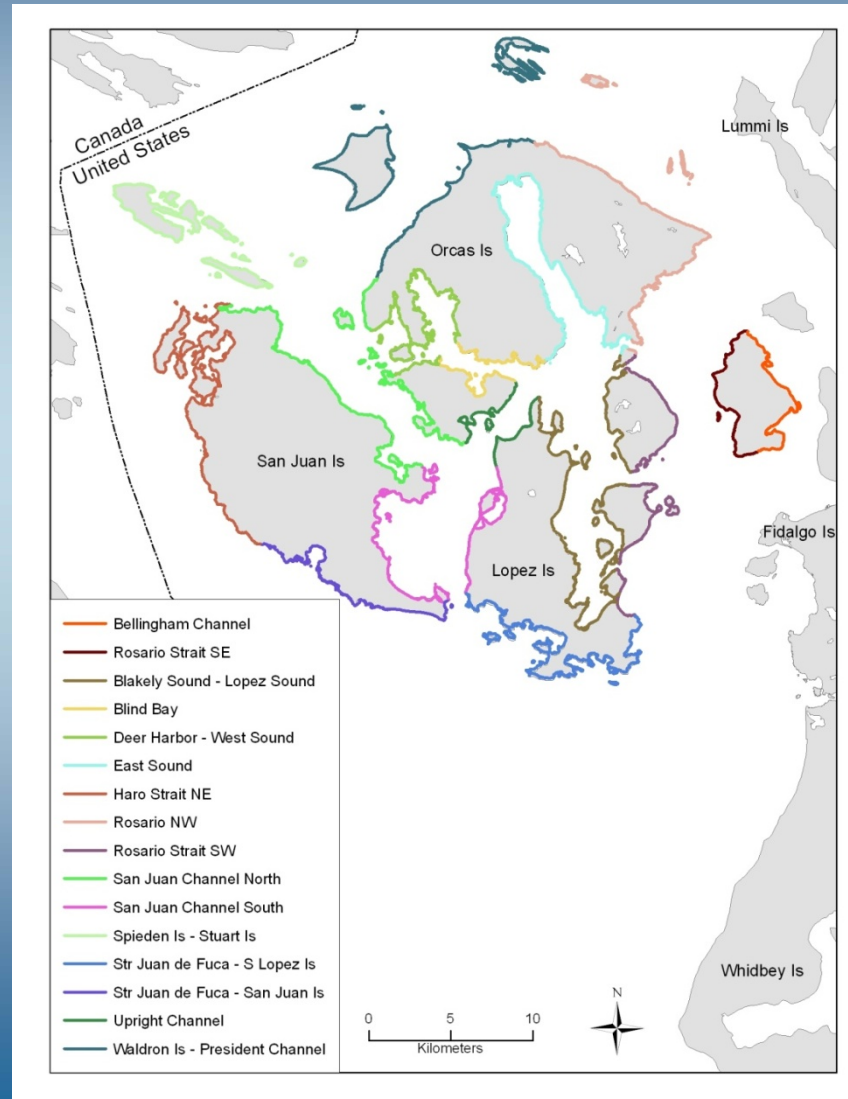 Canada
United States
Lummi Is
Orcas Is
San Juan Is
Fidalgo Is
Lopez Is
Bellingham Channel
Rosario Strait SE
Blakely Sound - Lopez Sound
Blind Bay
Deer Harbor - West Sound
East Sound
Haro Strait NE
Rosario NW
Rosario Strait SW
San Juan Channel North
San Juan Channel South
Spieden Is - Stuart Is
Str Juan de Fuca - S Lopez Is
Str Juan de Fuca - San Juan Is
Upright Channel
Waldron Is - President Channel
Whidbey Is
N
0 5 10
Kilometers